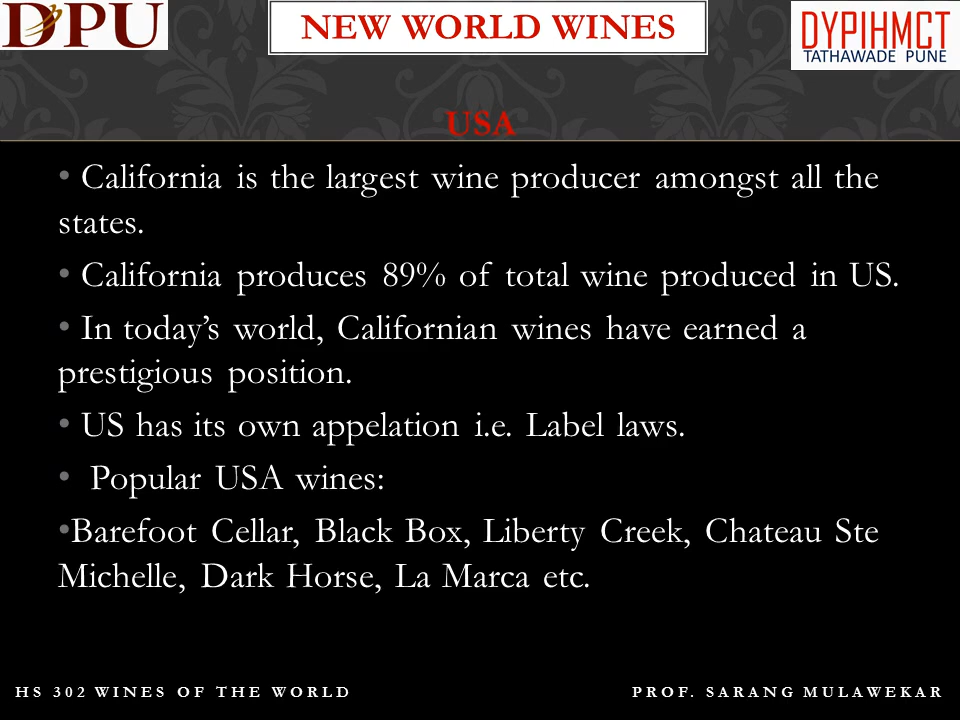 DPU
NEW WORLD WINES
DYPIHMCT
TATHAWADE PUNE
USA
• California is the largest wine producer amongst all the
states.
• California produces 89% of total wine produced in US.
• In today’s world, Californian wines have earned a
prestigious position.
• US has its own appelation i.e. Label laws.
• Popular USA wines:
•Barefoot Cellar, Black Box, Liberty Creek, Chateau Ste
Michelle, Dark Horse, La Marca etc.
HS 302 WINES OF THE WORLD
PROF. SARANG MULAWEKAR